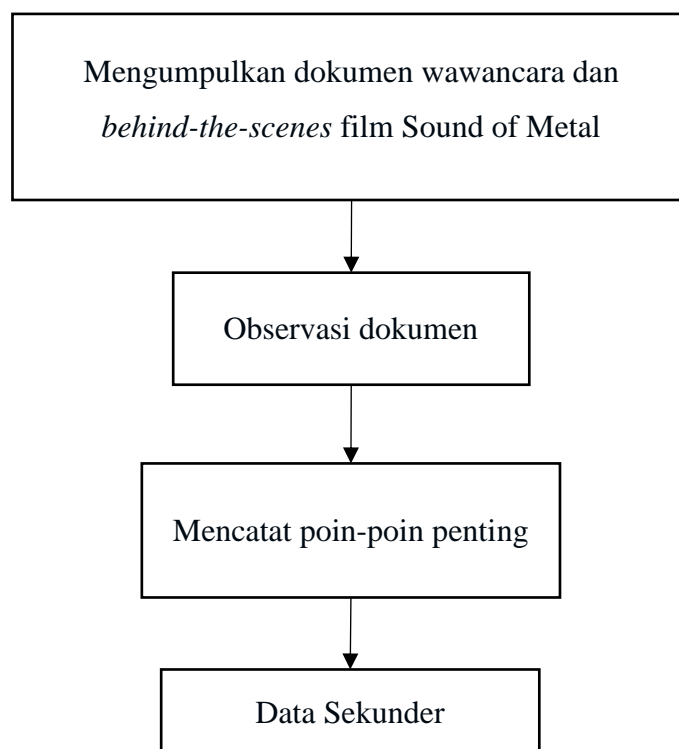 Mengumpulkan dokumen wawancara dan
behind-the-scenes film Sound of Metal
Observasi dokumen
Mencatat poin-poin penting
Data Sekunder